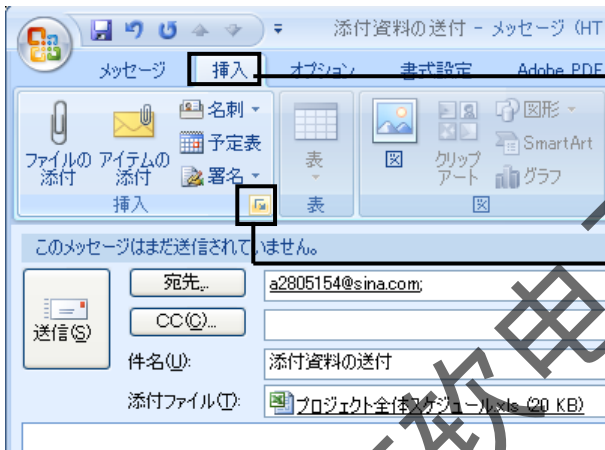 添付資料の送付 - メッセージ (HT
メッセージ 挿入 オプション 書式設定 Adobe PDF
ファイルの添付 アイテムの添付 名刺 予定表 署名 表 図 クリップアート 図形 SmartArt グラフ
挿入 表 図
このメッセージはまだ送信されていません。
送信(S)
宛先... a2805154@sina.com;
CC(C)...
件名(U): 添付資料の送付
添付ファイル(T): プロジェクト全体スケジュール.xls (20 KB)
软电